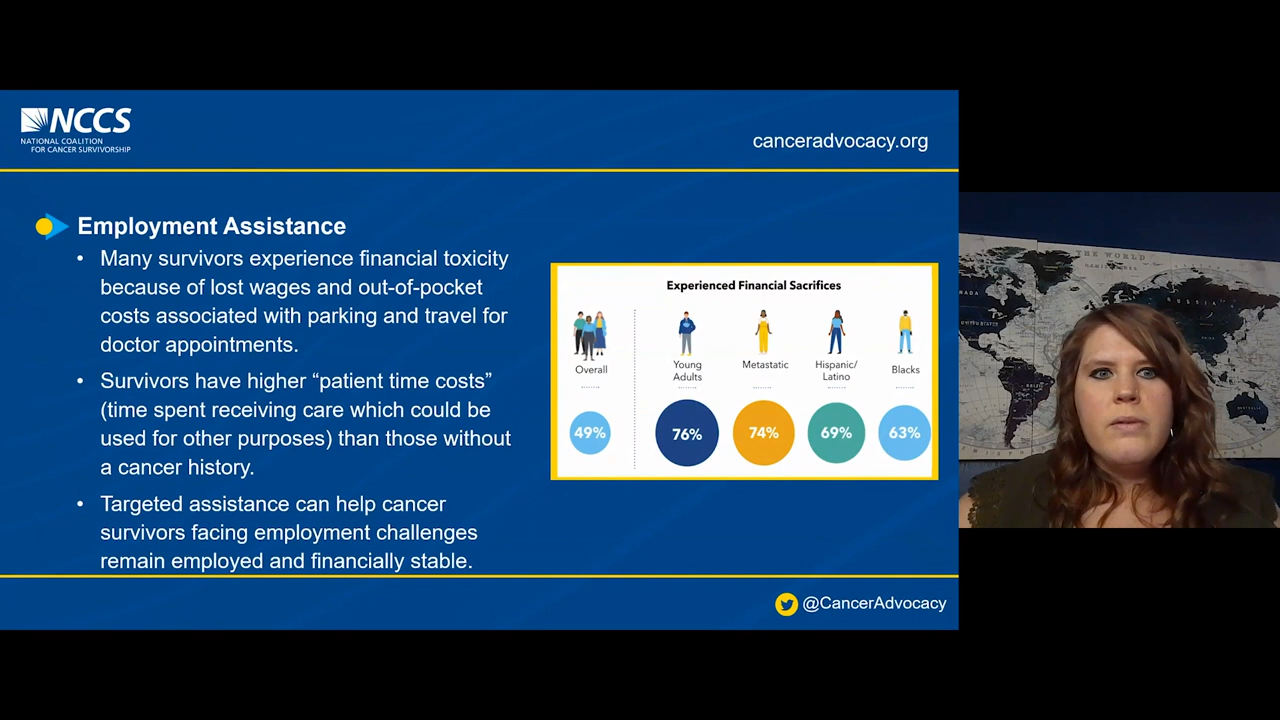 NCCS
NATIONAL COALITION
FOR CANCER SURVIVORSHIP
canceradvocacy.org
Employment Assistance
• Many survivors experience financial toxicity
because of lost wages and out-of-pocket
costs associated with parking and travel for
doctor appointments.
• Survivors have higher “patient time costs”
(time spent receiving care which could be
used for other purposes) than those without
a cancer history.
• Targeted assistance can help cancer
survivors facing employment challenges
remain employed and financially stable.
Experienced Financial Sacrifices
Overall
Young
Adults
Metastatic
Hispanic/
Latino
Blacks
49%
76%
74%
69%
63%
@CancerAdvocacy
THE WORLD
RUSSIA